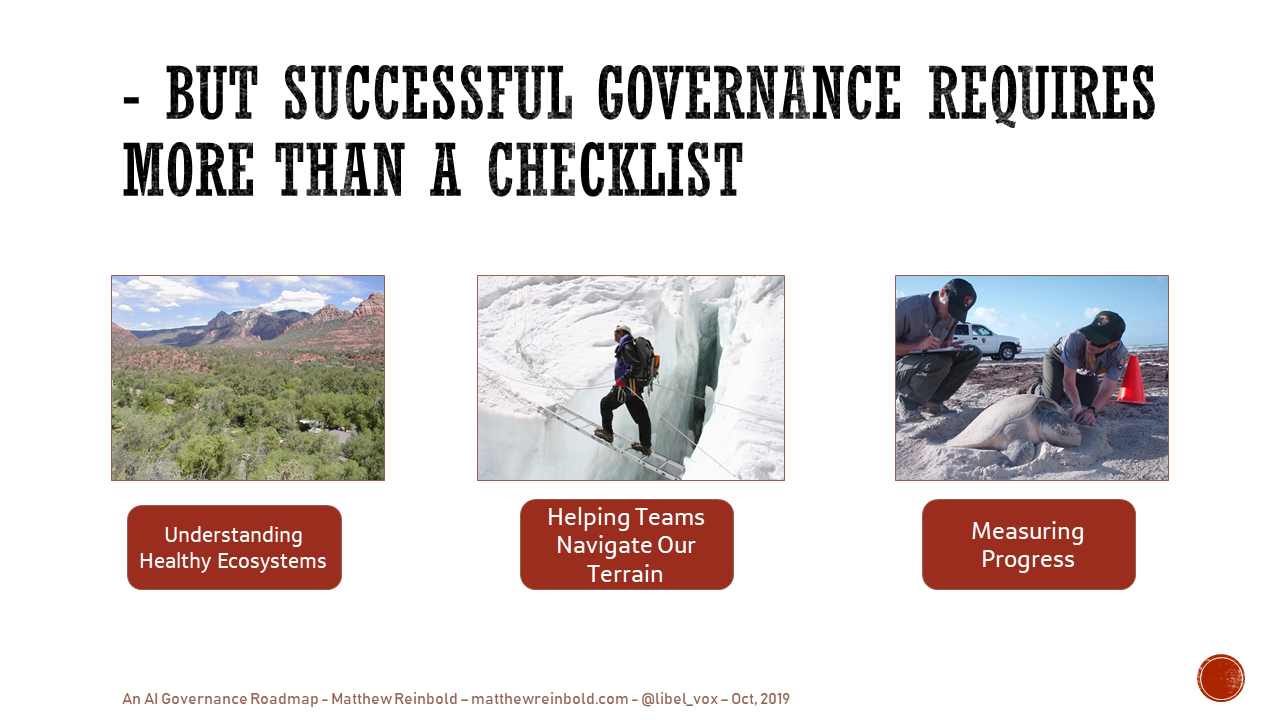 - BUT SUCCESSFUL GOVERNANCE REQUIRES
MORE THAN A CHECKLIST
Understanding
Healthy Ecosystems
Helping Teams
Navigate Our
Terrain
Measuring
Progress
An AI Governance Roadmap - Matthew Reinbold – matthewreinbold.com - @libel_vox – Oct, 2019